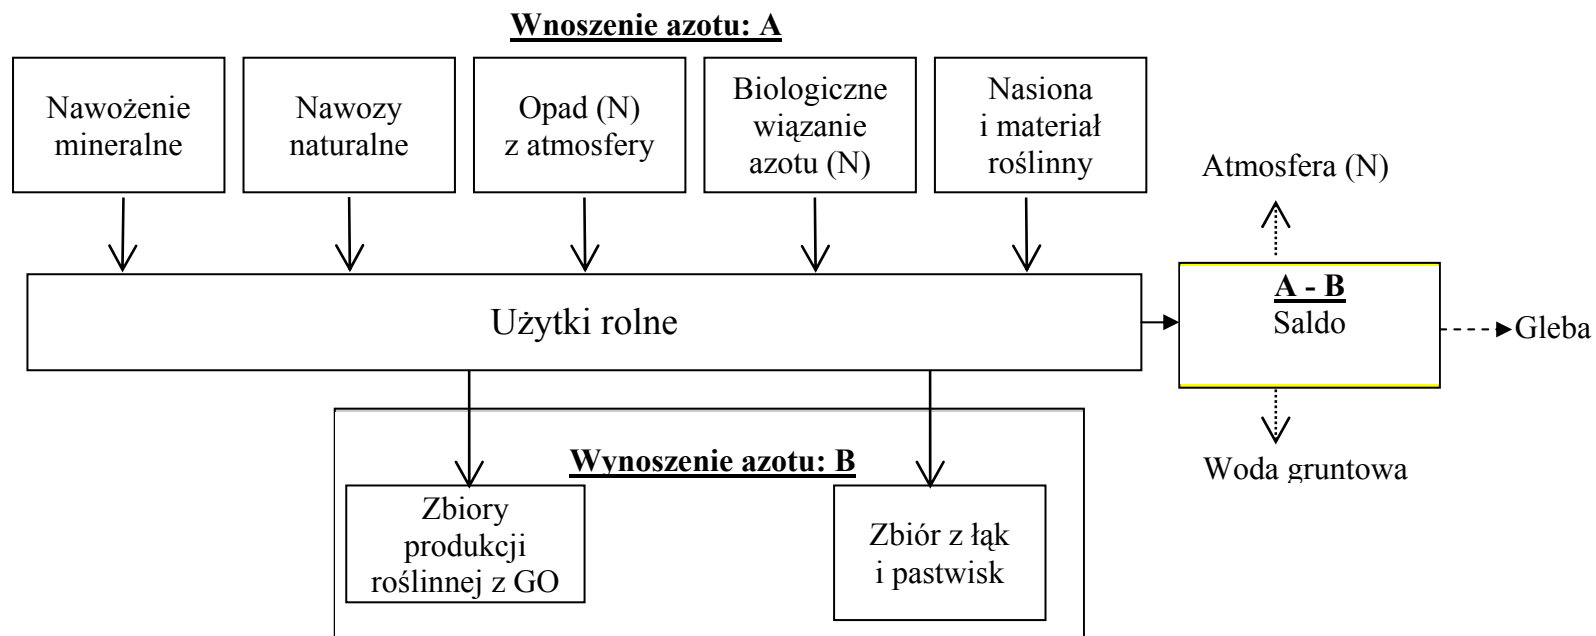 Wnoszenie azotu: A
Nawożenie
mineralne
Nawozy
naturalne
Opad (N)
z atmosfery
Biologiczne
wiązanie
azotu (N)
Nasiona
i materiał
roślinny
Atmosfera (N)
Użytki rolne
A - B
Saldo
Gleba
Woda gruntowa
Wynoszenie azotu: B
Zbiory
produkcji
roślinnej z GO
Zbiór z łąk
i pastwisk